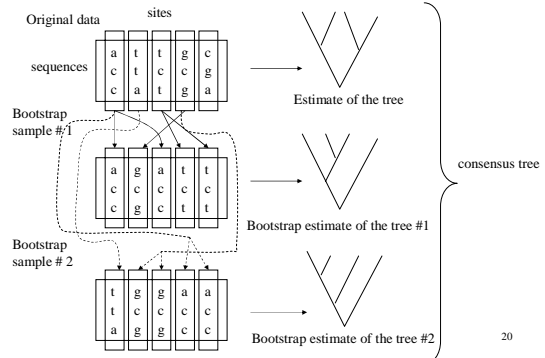 Original data
sites
sequences
a t t g c
c t c c g
c a t g a
Estimate of the tree
Bootstrap
sample # 1
a g a t t
c c c c c
c g c t t
Bootstrap estimate of the tree #1
consensus tree
Bootstrap
sample # 2
t g g a a
t c c c c
a g g c c
Bootstrap estimate of the tree #2
20